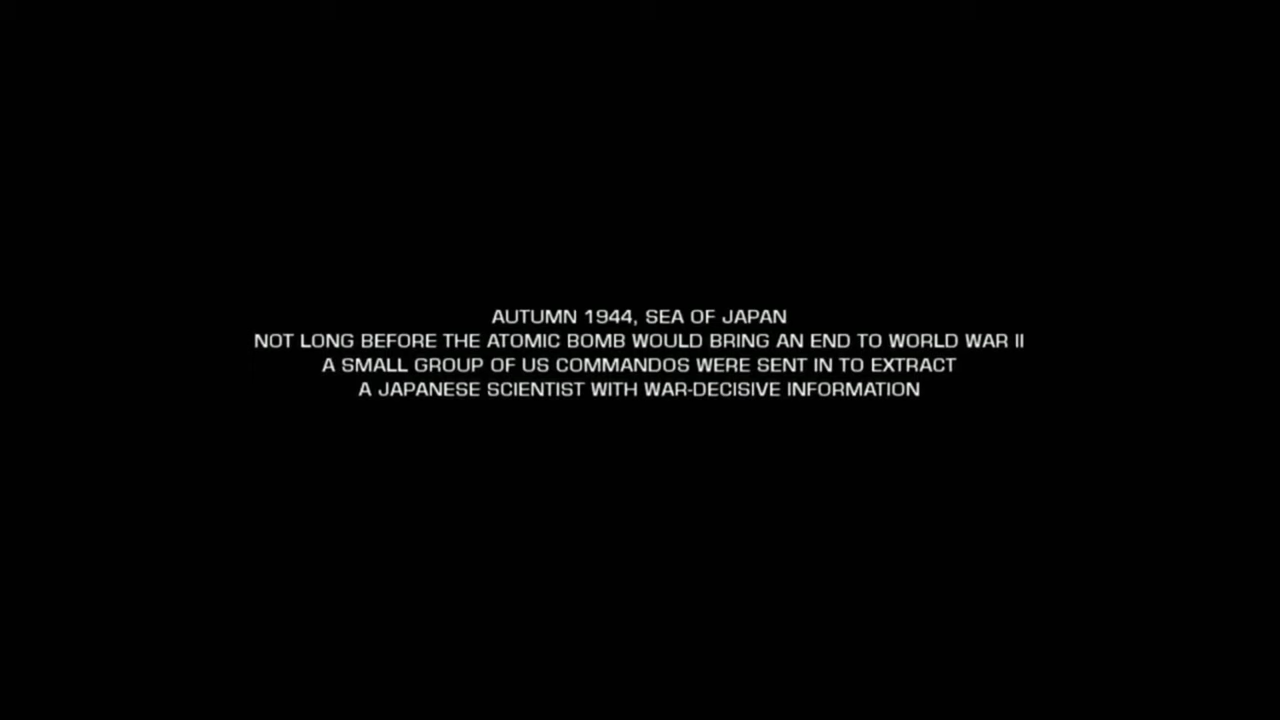 AUTUMN 1944, SEA OF JAPAN
NOT LONG BEFORE THE ATOMIC BOMB WOULD BRING AN END TO WORLD WAR II
A SMALL GROUP OF US COMMANDOS WERE SENT IN TO EXTRACT
A JAPANESE SCIENTIST WITH WAR-DECISIVE INFORMATION